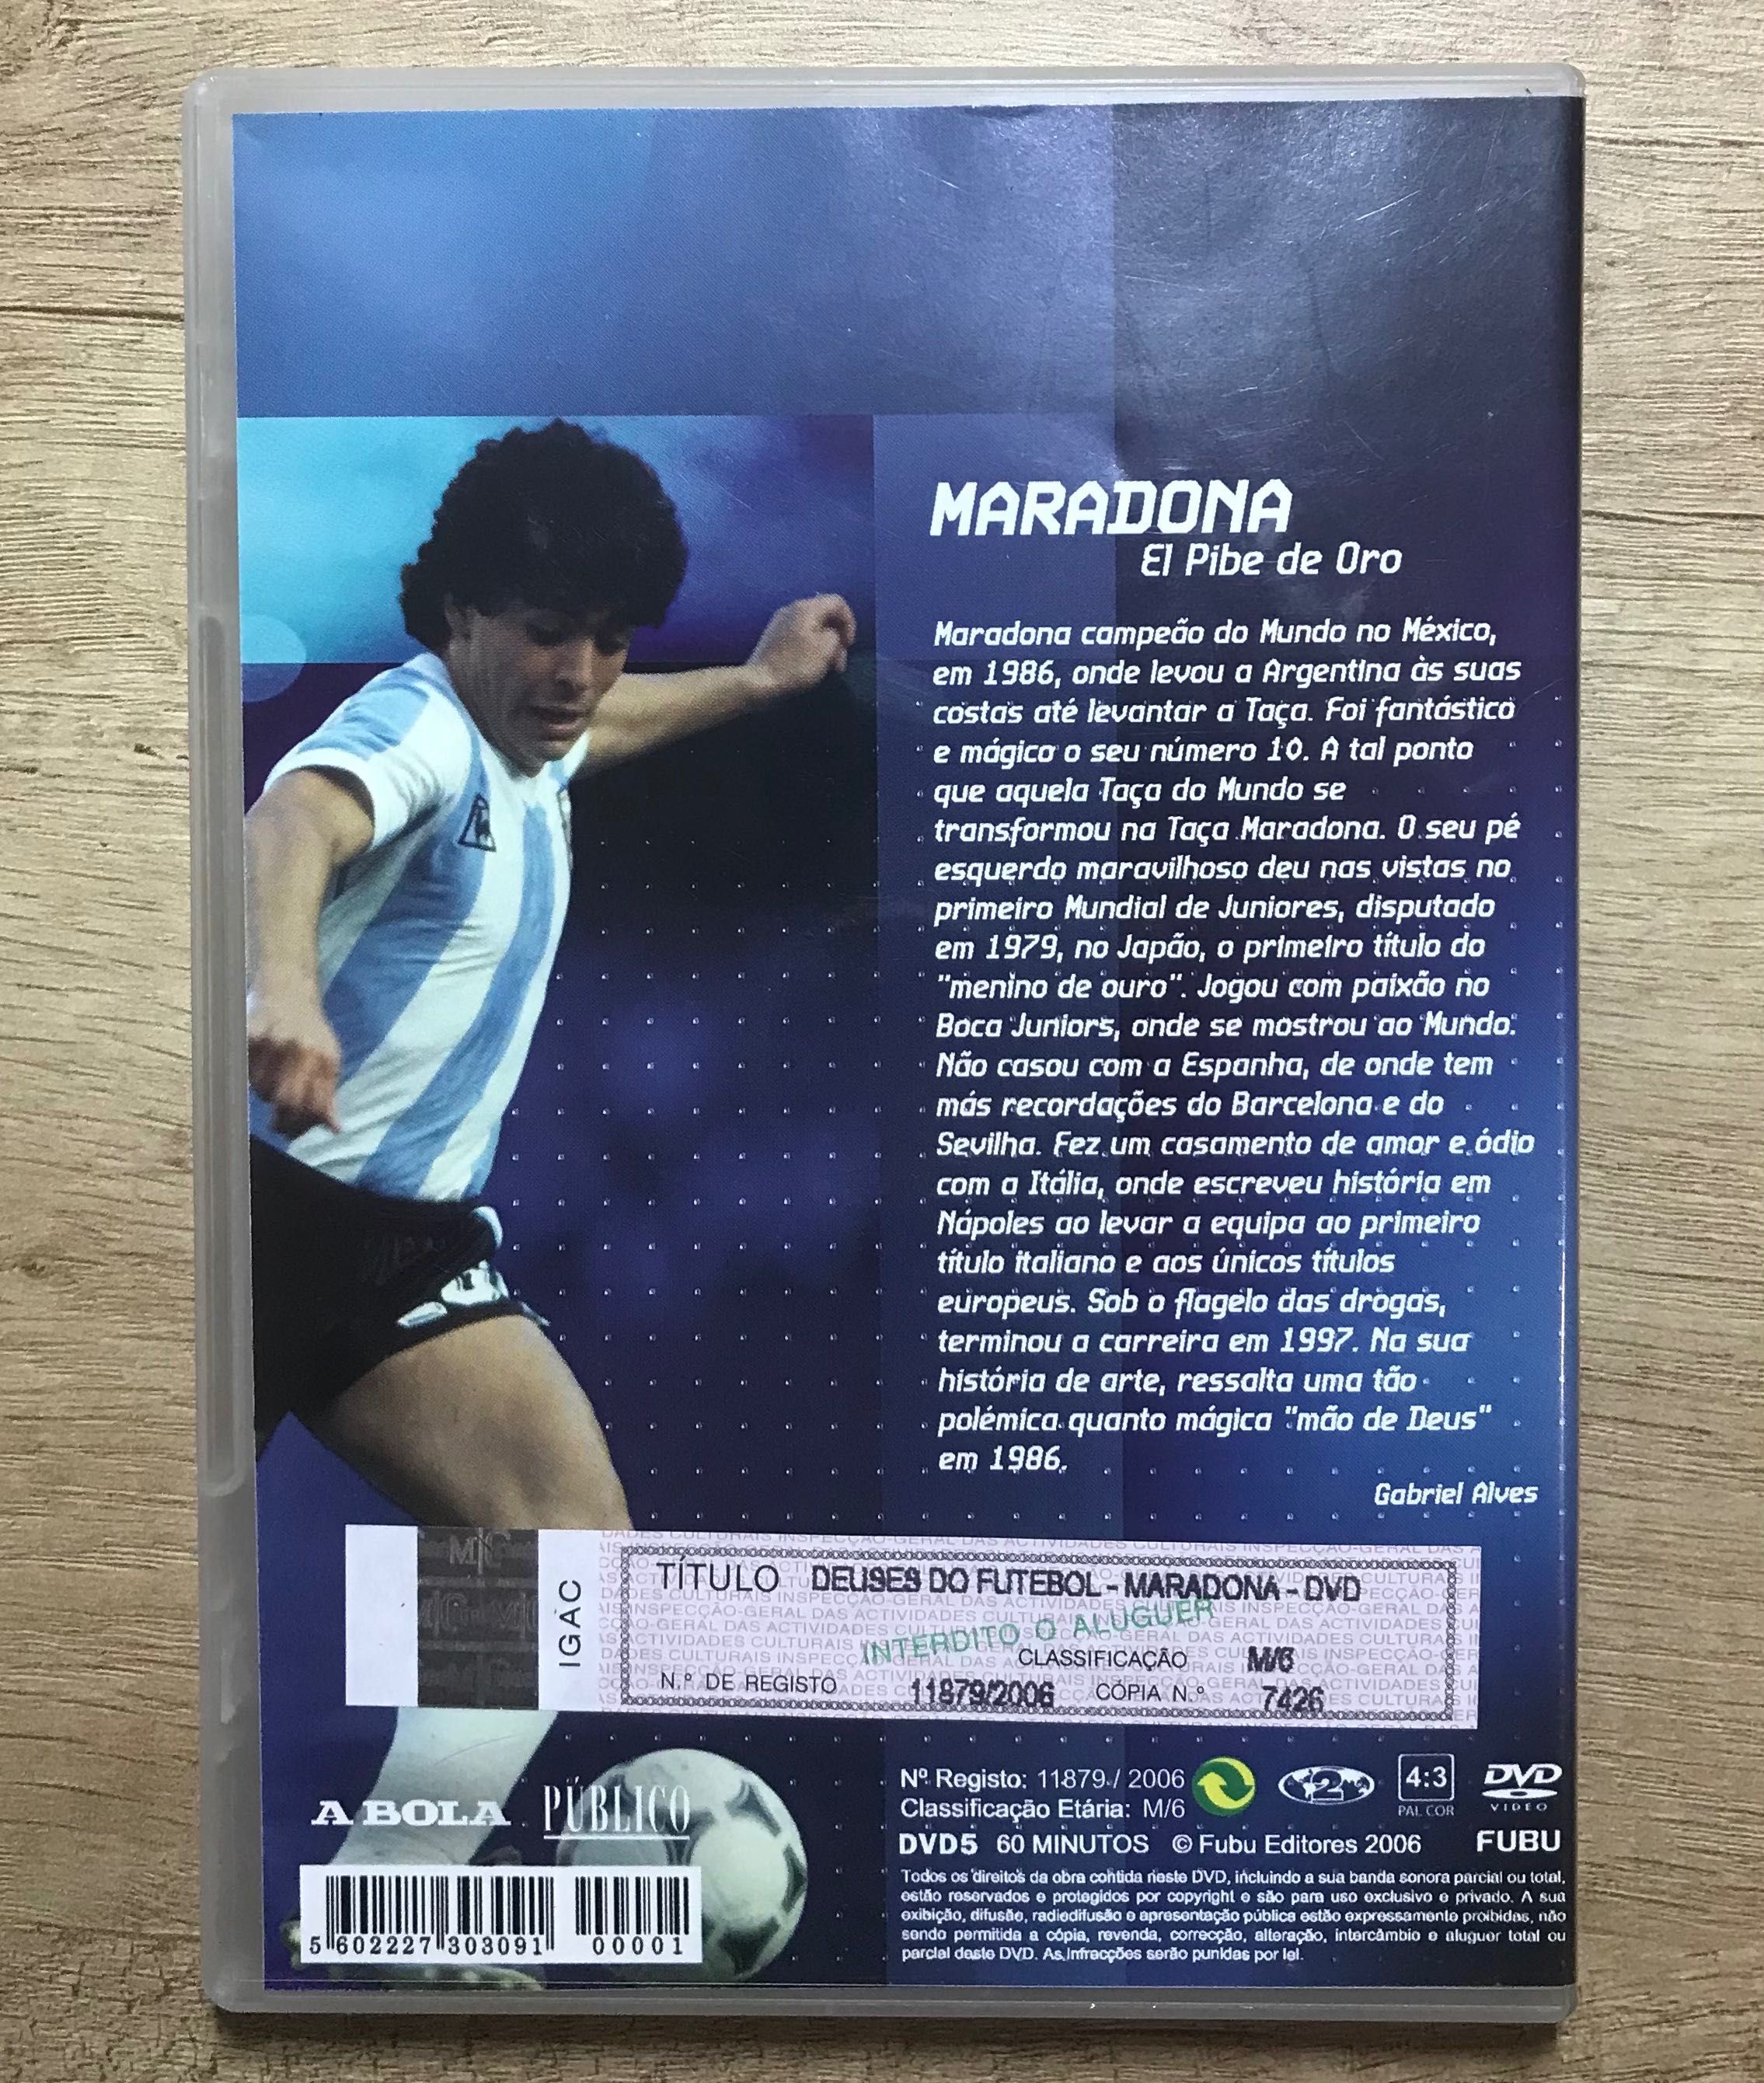 MARADONA
El Pibe de Oro
Maradona campeão do Mundo no México,
em 1986, onde levou a Argentina às suas
costas até levantar a Taça. Foi fantástico
e mágico o seu número 10. A tal ponto
que aquela Taça do Mundo se
transformou na Taça Maradona. O seu pé
esquerdo maravilhoso deu nas vistas no
primeiro Mundial de Juniores, disputado
em 1979, no Japão, o primeiro título do
"menino de ouro". Jogou com paixão no
Boca Juniors, onde se mostrou ao Mundo.
Não casou com a Espanha, de onde tem
más recordações do Barcelona e do
Sevilha. Fez um casamento de amor e ódio
com a Itália, onde escreveu história em
Nápoles ao levar a equipa ao primeiro
título italiano e aos únicos títulos
europeus. Sob o flagelo das drogas,
terminou a carreira em 1997. Na sua
história de arte, ressalta uma tão
polémica quanto mágica "mão de Deus"
em 1986.
Gabriel Alves
IGAC
TÍTULO DEUSES DO FUTEBOL - MARADONA - DVD
INTERDITO O ALUGUER
CLASSIFICAÇÃO M/6
N.º DE REGISTO 11879/2006 CÓPIA N.º 7426
A BOLA PÚBLICO
5 602227 303091 00001
Nº Registo: 11879 / 2006
Classificação Etária: M/6
2
4:3
PAL COR
DVD
VIDEO
DVD5 60 MINUTOS © Fubu Editores 2006 FUBU
Todos os direitos da obra contida neste DVD, incluindo a sua banda sonora parcial ou total,
estão reservados e protegidos por copyright e são para uso exclusivo e privado. A sua
exibição, difusão, radiodifusão e apresentação pública estão expressamente proibidas, não
sendo permitida a cópia, revenda, correcção, alteração, intercâmbio e aluguer total ou
parcial deste DVD. As infracções serão punidas por lei.